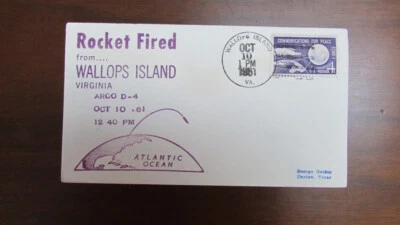 Rocket Fired
from....
WALLOPS ISLAND
VIRGINIA
ARGO D-4
OCT 10 .61
12 40 PM
ATLANTIC
OCEAN
WALLOPS ISLAND
OCT
10
1 PM
1961
VA.
COMMUNICATIONS FOR PEACE
4¢